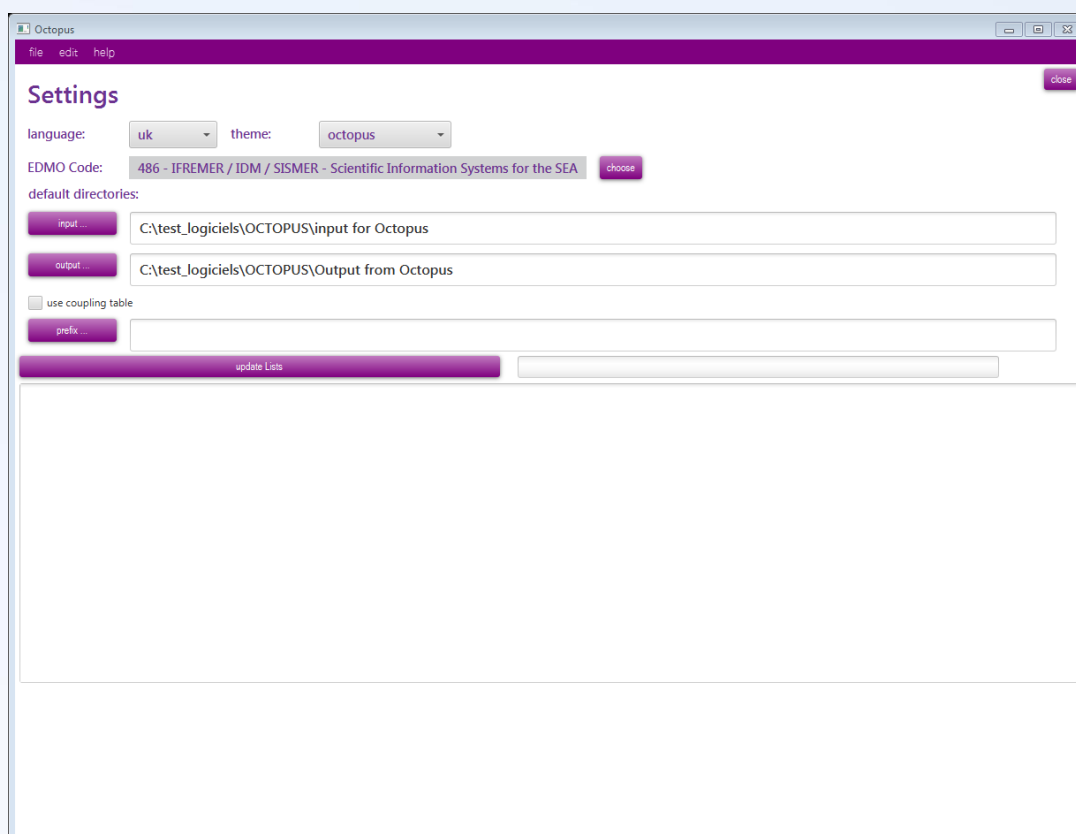 Octopus
file edit help
close
Settings
language: uk theme: octopus
EDMO Code: 486 - IFREMER / IDM / SISMER - Scientific Information Systems for the SEA choose
default directories:
input ... C:\test_logiciels\OCTOPUS\input for Octopus
output ... C:\test_logiciels\OCTOPUS\Output from Octopus
use coupling table
prefix ...
update Lists